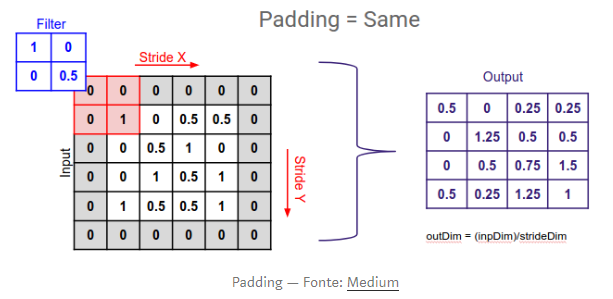 Padding = Same
Filter
1 0
0 0.5
Stride X
Input
0 0 0 0 0 0
0 1 0 0.5 0.5 0
0 0 0.5 1 0 0
0 0 1 0.5 1 0
0 1 0.5 0.5 1 0
0 0 0 0 0 0
Stride Y
Output
0.5 0 0.25 0.25
0 1.25 0.5 0.5
0 0.5 0.75 1.5
0.5 0.25 1.25 1
outDim = (inpDim)/strideDim
Padding — Fonte: Medium